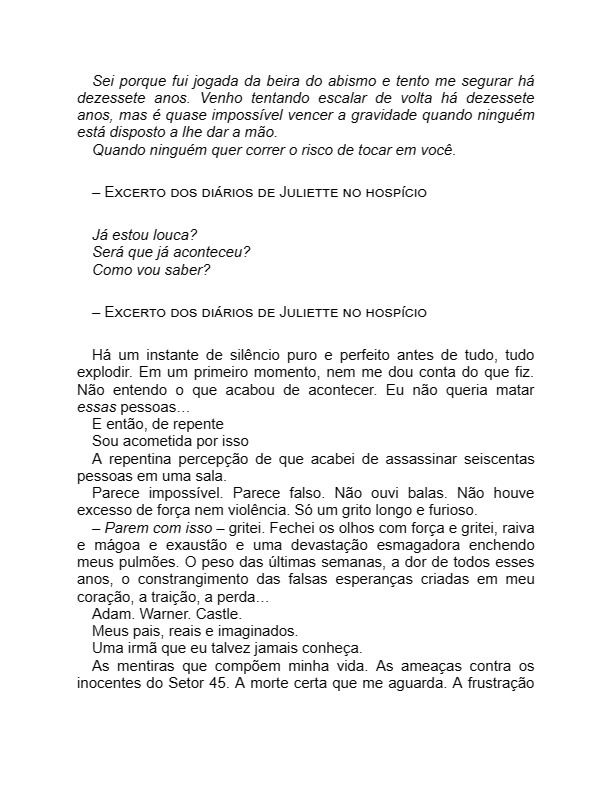 Sei porque fui jogada da beira do abismo e tento me segurar há
dezessete anos. Venho tentando escalar de volta há dezessete
anos, mas é quase impossível vencer a gravidade quando ninguém
está disposto a lhe dar a mão.
Quando ninguém quer correr o risco de tocar em você.
– Excerto dos diários de Juliette no hospício
Já estou louca?
Será que já aconteceu?
Como vou saber?
– Excerto dos diários de Juliette no hospício
Há um instante de silêncio puro e perfeito antes de tudo, tudo
explodir. Em um primeiro momento, nem me dou conta do que fiz.
Não entendo o que acabou de acontecer. Eu não queria matar
essas pessoas…
E então, de repente
Sou acometida por isso
A repentina percepção de que acabei de assassinar seiscentas
pessoas em uma sala.
Parece impossível. Parece falso. Não ouvi balas. Não houve
excesso de força nem violência. Só um grito longo e furioso.
– Parem com isso – gritei. Fechei os olhos com força e gritei, raiva
e mágoa e exaustão e uma devastação esmagadora enchendo
meus pulmões. O peso das últimas semanas, a dor de todos esses
anos, o constrangimento das falsas esperanças criadas em meu
coração, a traição, a perda…
Adam. Warner. Castle.
Meus pais, reais e imaginados.
Uma irmã que eu talvez jamais conheça.
As mentiras que compõem minha vida. As ameaças contra os
inocentes do Setor 45. A morte certa que me aguarda. A frustração